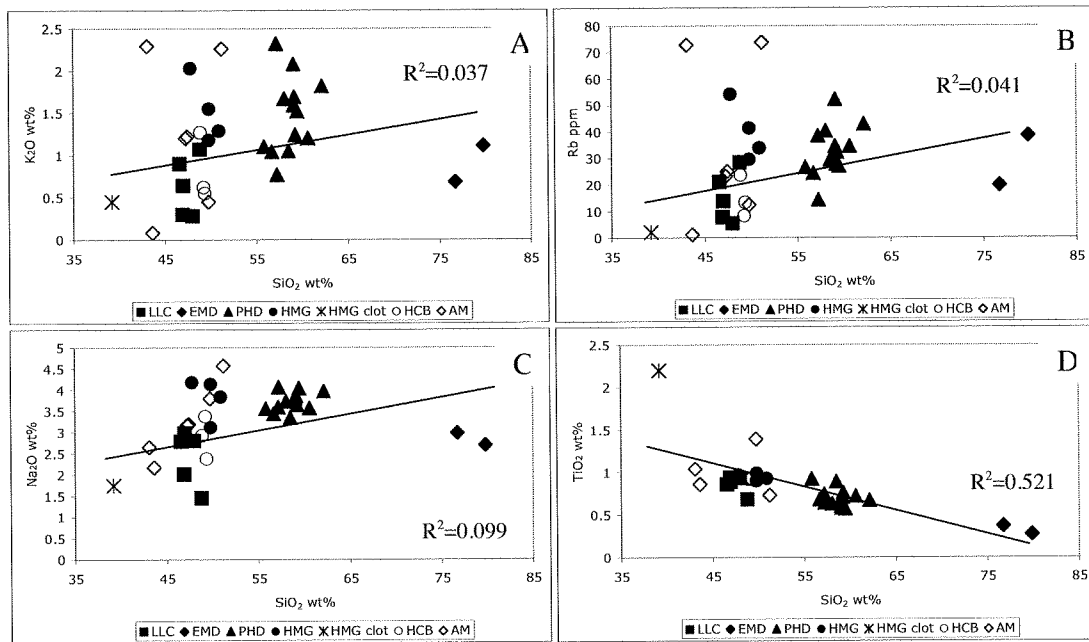 A
R²=0.037
K₂O wt%
2.5
2
1.5
1
0.5
0
35 45 55 65 75 85
SiO₂ wt%
■LLC ◆EMD ▲PHD ●HMG ✳HMG clot ○HCB ◇AM
B
R²=0.041
Rb ppm
80
70
60
50
40
30
20
10
0
35 45 55 65 75 85
SiO₂ wt%
■LLC ◆EMD ▲PHD ●HMG ✳HMG clot ○HCB ◇AM
C
R²=0.099
Na₂O wt%
5
4.5
4
3.5
3
2.5
2
1.5
1
0.5
0
35 45 55 65 75 85
SiO₂ wt%
■LLC ◆EMD ▲PHD ●HMG ✳HMG clot ○HCB ◇AM
D
R²=0.521
TiO₂ wt%
2.5
2
1.5
1
0.5
0
35 45 55 65 75 85
SiO₂ wt%
■LLC ◆EMD ▲PHD ●HMG ✳HMG clot ○HCB ◇AM